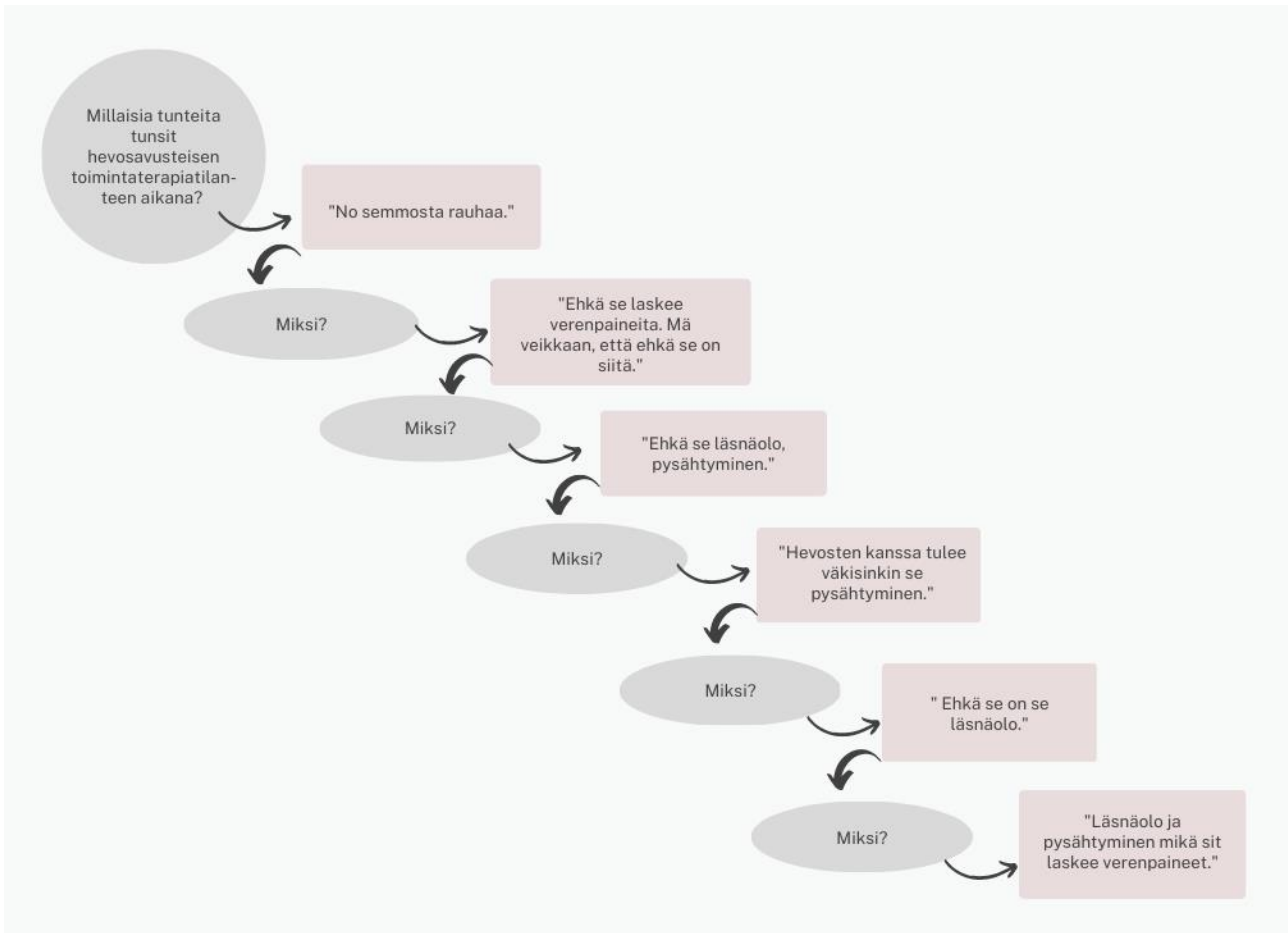 Millaisia tunteita
tunsit
hevosavusteisen
toimintaterapiatilan-
teen aikana?
"No semmosta rauhaa."
Miksi?
"Ehkä se laskee
verenpaineita. Mä
veikkaan, että ehkä se on
siitä."
Miksi?
"Ehkä se läsnäolo,
pysähtyminen."
Miksi?
"Hevosten kanssa tulee
väkisinkin se
pysähtyminen."
Miksi?
" Ehkä se on se
läsnäolo."
Miksi?
"Läsnäolo ja
pysähtyminen mikä sit
laskee verenpaineet."